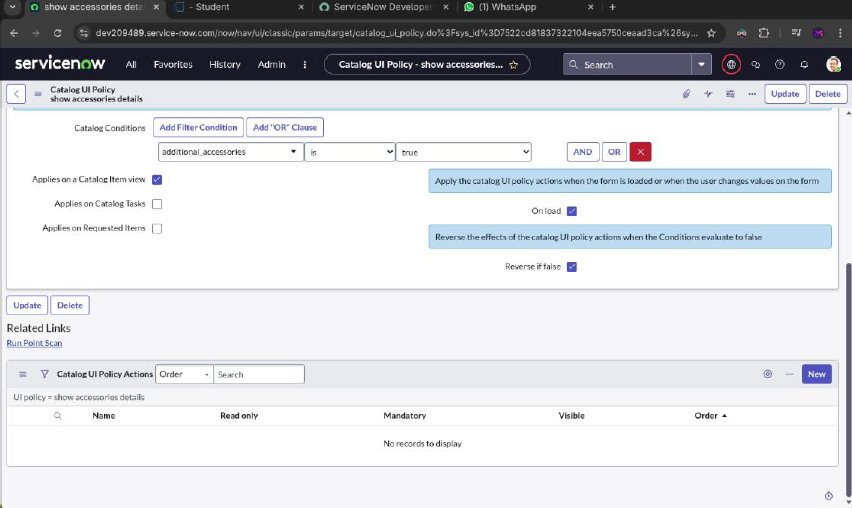 show accessories deta
- Student
ServiceNow Developer
(1) WhatsApp
dev209489.service-now.com/now/nav/ui/classic/params/target/catalog_ui_policy.do%3Fsys_id%3D7522cd81837322104eea5750ceaad3ca%26sy...
servicenow
All Favorites History Admin
Catalog UI Policy - show accessories...
Search
Catalog UI Policy
show accessories details
Update Delete
Catalog Conditions Add Filter Condition Add "OR" Clause
additional_accessories is true AND OR
Applies on a Catalog Item view
Apply the catalog UI policy actions when the form is loaded or when the user changes values on the form
Applies on Catalog Tasks
On load
Applies on Requested Items
Reverse the effects of the catalog UI policy actions when the Conditions evaluate to false
Reverse if false
Update Delete
Related Links
Run Point Scan
Catalog UI Policy Actions Order Search New
UI policy = show accessories details
Name Read only Mandatory Visible Order
No records to display